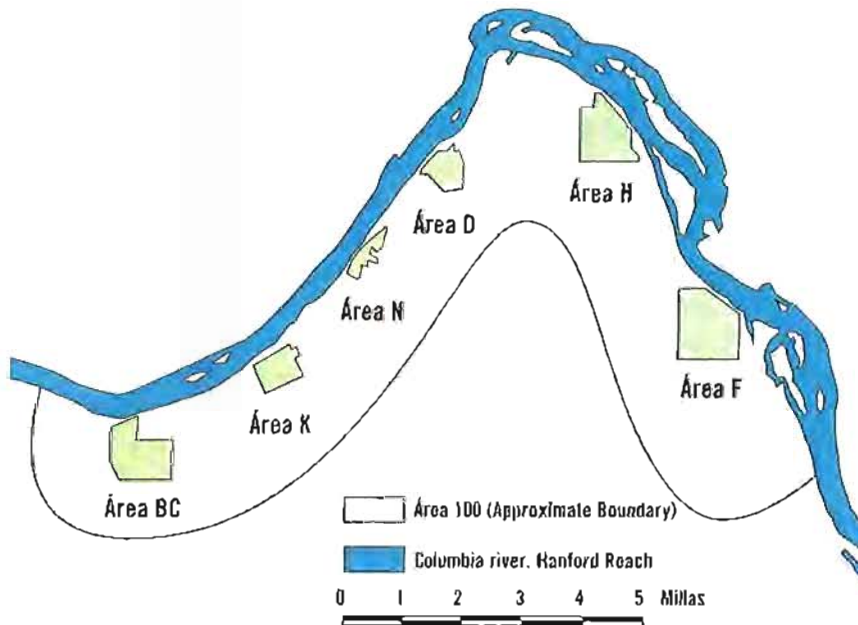 Área H
Área D
Área N
Área K
Área F
Área BC
Área 100 (Approximate Boundary)
Columbia river. Hanford Reach
0 1 2 3 4 5 Millas